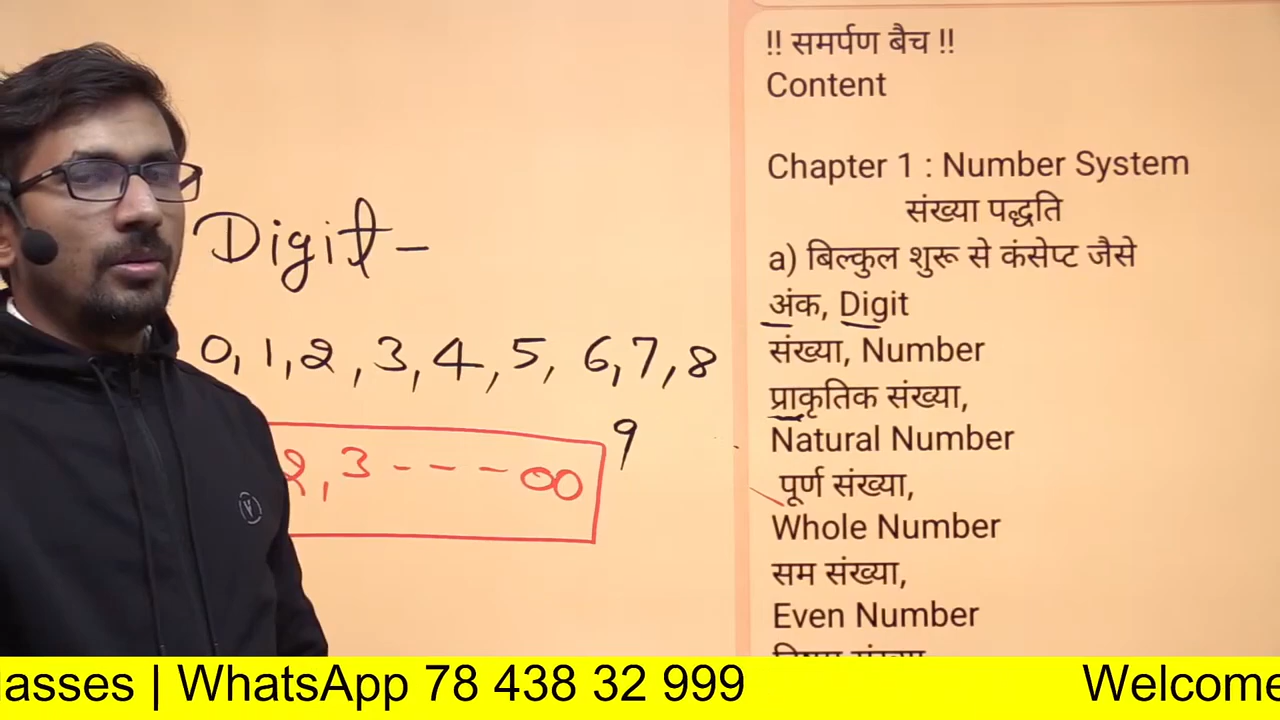 !! समर्पण बैच !!
Content
Chapter 1 : Number System
संख्या पद्धति
a) बिल्कुल शुरू से कंसेप्ट जैसे
अंक, Digit
संख्या, Number
प्राकृतिक संख्या,
Natural Number
पूर्ण संख्या,
Whole Number
सम संख्या,
Even Number
Digit -
0, 1, 2, 3, 4, 5, 6, 7, 8
9
2, 3 - - - - ∞
lasses | WhatsApp 78 438 32 999 Welcome